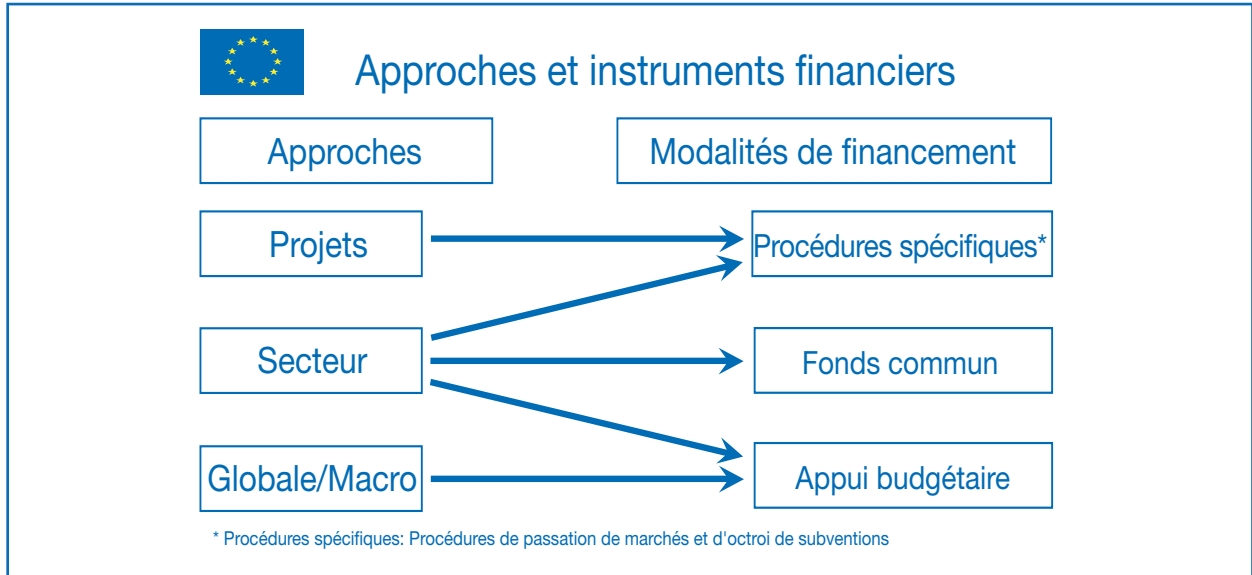 Approches et instruments financiers
Approches
Modalités de financement
Projets
Procédures spécifiques*
Secteur
Fonds commun
Globale/Macro
Appui budgétaire
* Procédures spécifiques: Procédures de passation de marchés et d'octroi de subventions